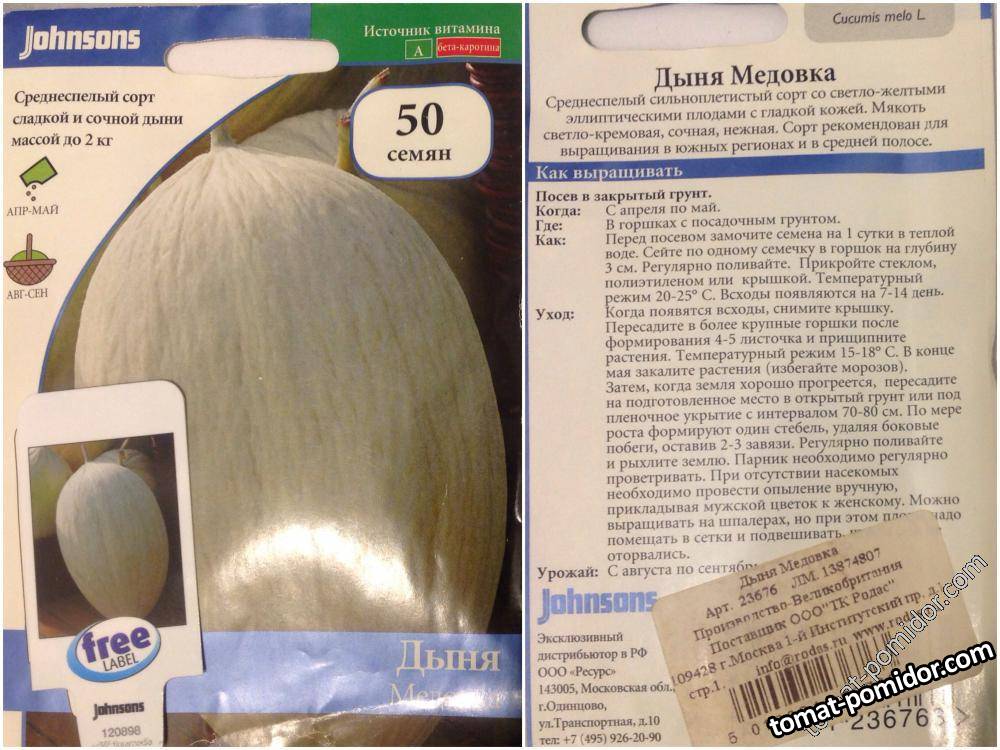 Johnsons
Источник витамина
А бета-каротина
Среднеспелый сорт
сладкой и сочной дыни
массой до 2 кг
50
семян
АПР-МАЙ
АВГ-СЕН
free
LABEL
Johnsons
120898
Дыня
Cucumis melo L.
Дыня Медовка
Среднеспелый сильноплетистый сорт со светло-желтыми
эллиптическими плодами с гладкой кожей. Мякоть
светло-кремовая, сочная, нежная. Сорт рекомендован для
выращивания в южных регионах и в средней полосе.
Как выращивать
Посев в закрытый грунт.
Когда: С апреля по май.
Где: В горшках с посадочным грунтом.
Как: Перед посевом замочите семена на 1 сутки в теплой
воде. Сейте по одному семечку в горшок на глубину
3 см. Регулярно поливайте. Прикройте стеклом,
полиэтиленом или крышкой. Температурный
режим 20-25° С. Всходы появляются на 7-14 день.
Уход: Когда появятся всходы, снимите крышку.
Пересадите в более крупные горшки после
формирования 4-5 листочка и прищипните
растения. Температурный режим 15-18° С. В конце
мая закалите растения (избегайте морозов).
Затем, когда земля хорошо прогреется, пересадите
на подготовленное место в открытый грунт или под
пленочное укрытие с интервалом 70-80 см. По мере
роста формируют один стебель, удаляя боковые
побеги, оставив 2-3 завязи. Регулярно поливайте
и рыхлите землю. Парник необходимо регулярно
проветривать. При отсутствии насекомых
необходимо провести опыление вручную,
прикладывая мужской цветок к женскому. Можно
выращивать на шпалерах, но при этом надо
помещать в сетки и подвешивать,
оторвались.
Урожай: С августа по
Johnsons
Эксклюзивный
дистрибьютор в РФ
ООО «Ресурс»
143005, Московская обл.,
г.Одинцово,
ул.Транспортная, д.10
тел: +7 (495) 926-20-90
Дыня Медовка
Арт. 23676 ЛМ. 13874807
Производство-Великобритания
Поставщик ООО"ТК Родас"
109428 г.Москва 1-й Институтский пр. д.1
стр.1. info@rodas.ru
tomat-pomidor.com
tomat-pomidor.com